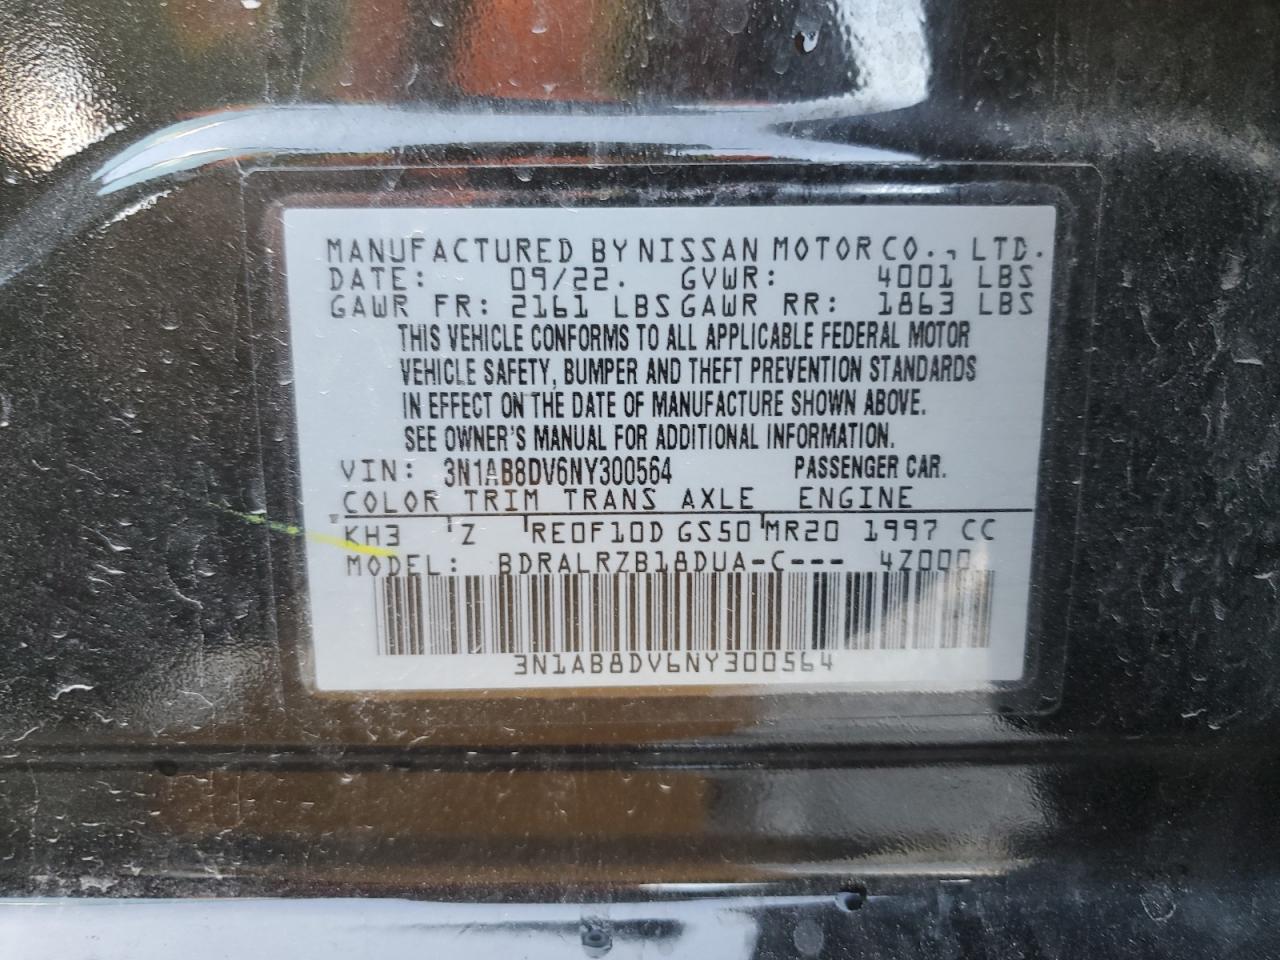 MANUFACTURED BY NISSAN MOTOR CO., LTD.
DATE: 09/22. GVWR: 4001 LBS
GAWR FR: 2161 LBS GAWR RR: 1863 LBS
THIS VEHICLE CONFORMS TO ALL APPLICABLE FEDERAL MOTOR
VEHICLE SAFETY, BUMPER AND THEFT PREVENTION STANDARDS
IN EFFECT ON THE DATE OF MANUFACTURE SHOWN ABOVE.
SEE OWNER'S MANUAL FOR ADDITIONAL INFORMATION.
VIN: 3N1AB8DV6NY300564 PASSENGER CAR.
COLOR TRIM TRANS AXLE ENGINE
KH3 Z RE0F10D GS50 MR20 1997 CC
MODEL: BDRALRZB18DUA-C--- 4Z000
3N1AB8DV6NY300564